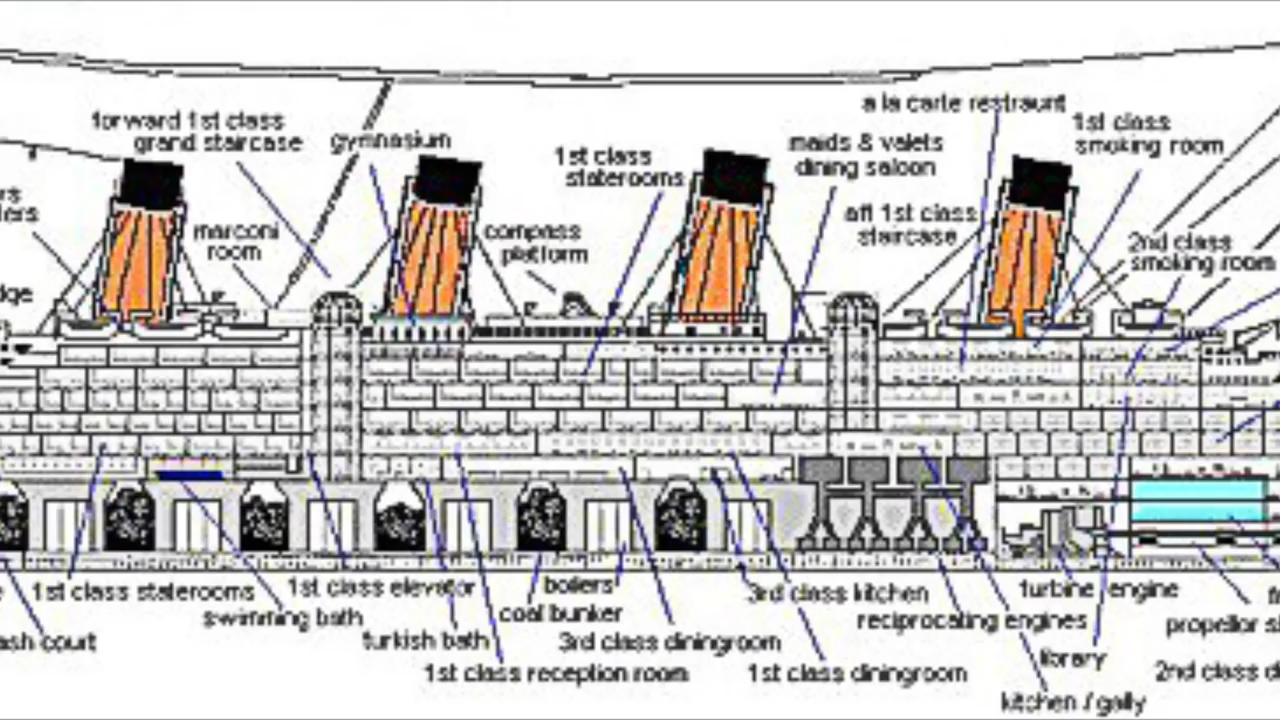 a la carte restraunt
forward 1st class
grand staircase
gymnasium
maids & valets
dining saloon
1st class
smoking room
1st class
staterooms
aft 1st class
staircase
marconi
room
compass
platform
2nd class
smoking room
1st class staterooms
1st class elevator
boilers
3rd class kitchen
turbine engine
swimming bath
coal bunker
reciprocating engines
propellor
turkish bath
3rd class diningroom
library
1st class reception room
1st class diningroom
2nd class
kitchen / gally